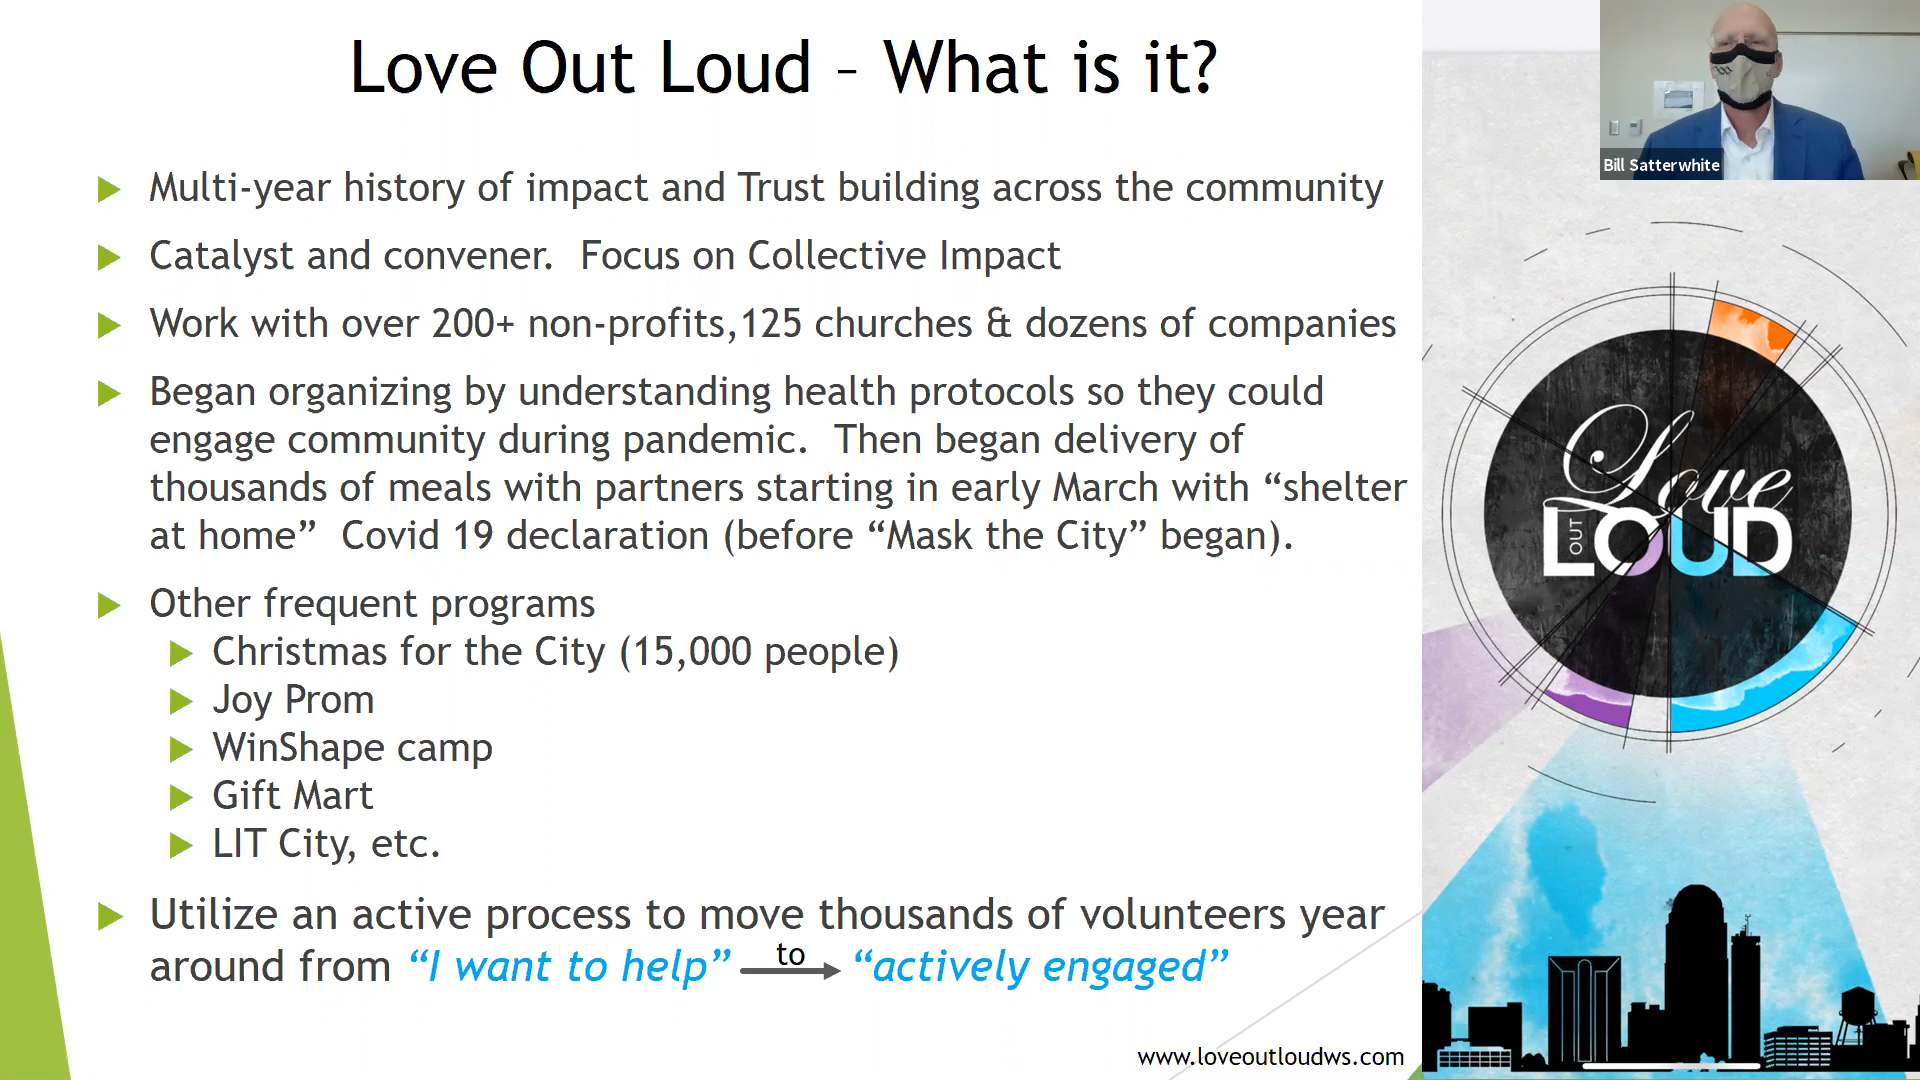 Love Out Loud – What is it?
Bill Satterwhite
Multi-year history of impact and Trust building across the community
Catalyst and convener.  Focus on Collective Impact
Work with over 200+ non-profits,125 churches & dozens of companies
Began organizing by understanding health protocols so they could
engage community during pandemic.  Then began delivery of
thousands of meals with partners starting in early March with “shelter
at home”  Covid 19 declaration (before “Mask the City” began).
Other frequent programs
Christmas for the City (15,000 people)
Joy Prom
WinShape camp
Gift Mart
LIT City, etc.
Utilize an active process to move thousands of volunteers year
around from “I want to help” to “actively engaged”
www.loveoutloudws.com
Love
OUT
LOUD